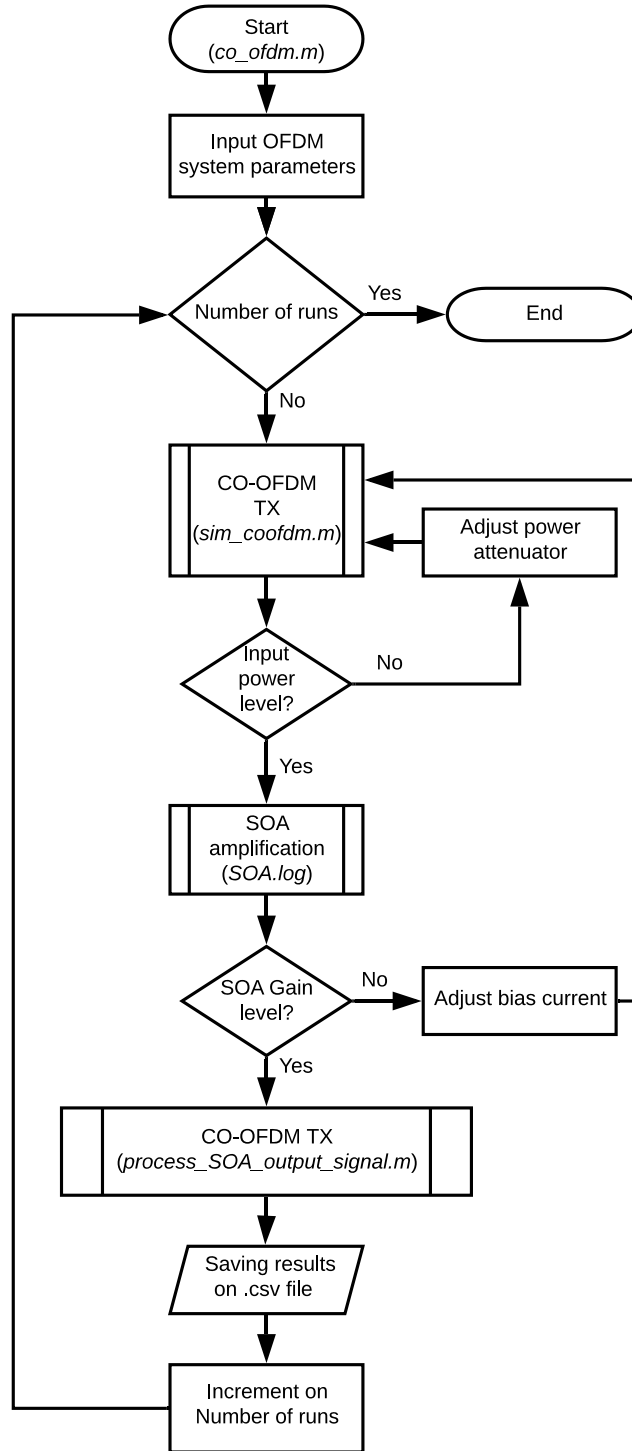 Start
(co_ofdm.m)
Input OFDM
system parameters
Number of runs
Yes
End
No
CO-OFDM
TX
(sim_coofdm.m)
Adjust power
attenuator
Input
power
level?
No
Yes
SOA
amplification
(SOA.log)
SOA Gain
level?
No
Adjust bias current
Yes
CO-OFDM TX
(process_SOA_output_signal.m)
Saving results
on .csv file
Increment on
Number of runs